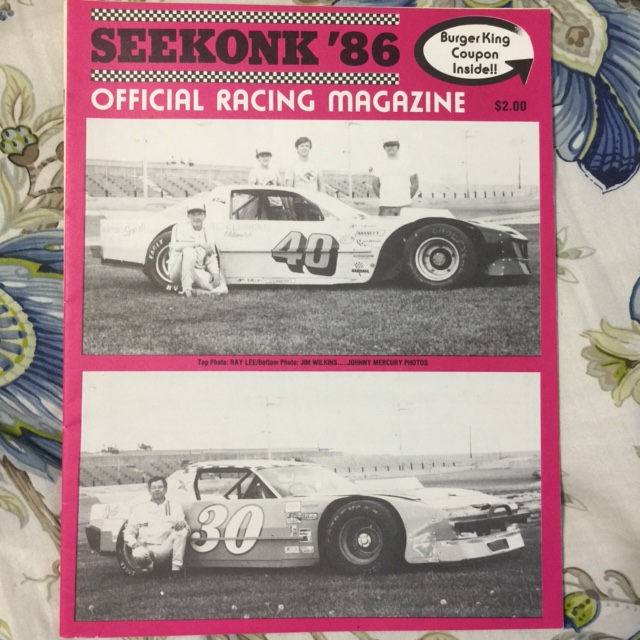 SEEKONK '86
Burger King
Coupon
Inside!!
OFFICIAL RACING MAGAZINE
$2.00
40
Top Photo: RAY LEE/Bottom Photo: JIM WILKINS....JOHNNY MERCURY PHOTOS
30